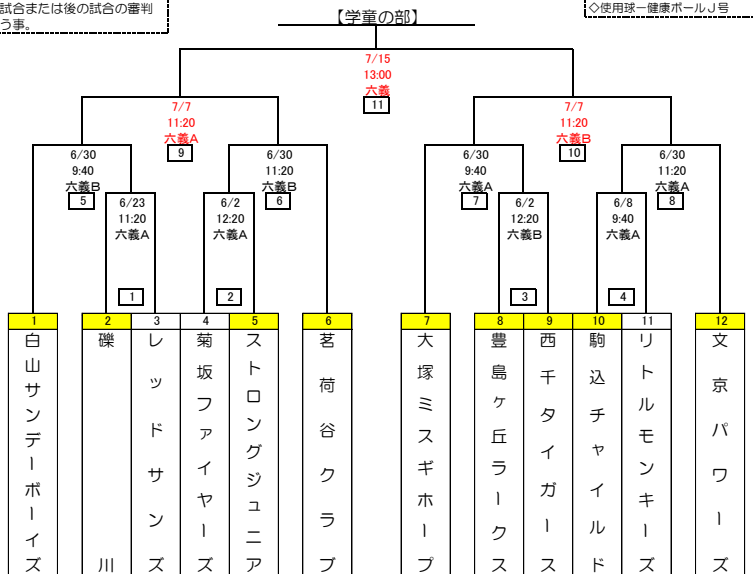 試合または後の試合の審判
う事。
【学童の部】
◇使用球ー健康ボールJ号
7/15
13:00
六義
11
7/7
11:20
六義A
9
7/7
11:20
六義B
10
6/30
9:40
六義B
5
6/30
11:20
六義B
6
6/30
9:40
六義A
7
6/30
11:20
六義A
8
6/23
11:20
六義A
1
6/2
12:20
六義A
2
6/2
12:20
六義B
3
6/8
9:40
六義A
4
1
白山サンデーボーイズ
2
礫川
3
レッドサンズ
4
菊坂ファイヤーズ
5
ストロングジュニア
6
茗荷谷クラブ
7
大塚ミスギホープ
8
豊島ヶ丘ラークス
9
西千タイガース
10
駒込チャイルド
11
リトルモンキーズ
12
文京パワーズ